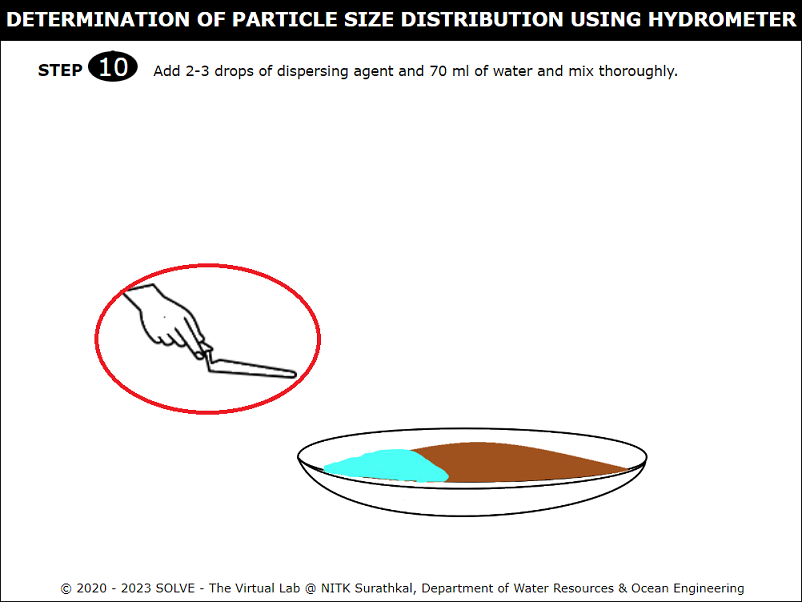 DETERMINATION OF PARTICLE SIZE DISTRIBUTION USING HYDROMETER
STEP 10 Add 2-3 drops of dispersing agent and 70 ml of water and mix thoroughly.
© 2020 - 2023 SOLVE - The Virtual Lab @ NITK Surathkal, Department of Water Resources & Ocean Engineering